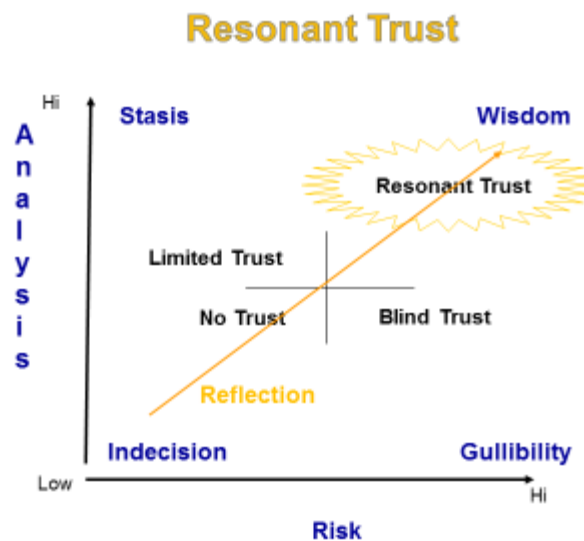 Resonant Trust
Hi
Stasis
Wisdom
Analysis
Resonant Trust
Limited Trust
No Trust
Blind Trust
Reflection
Indecision
Gullibility
Low
Hi
Risk